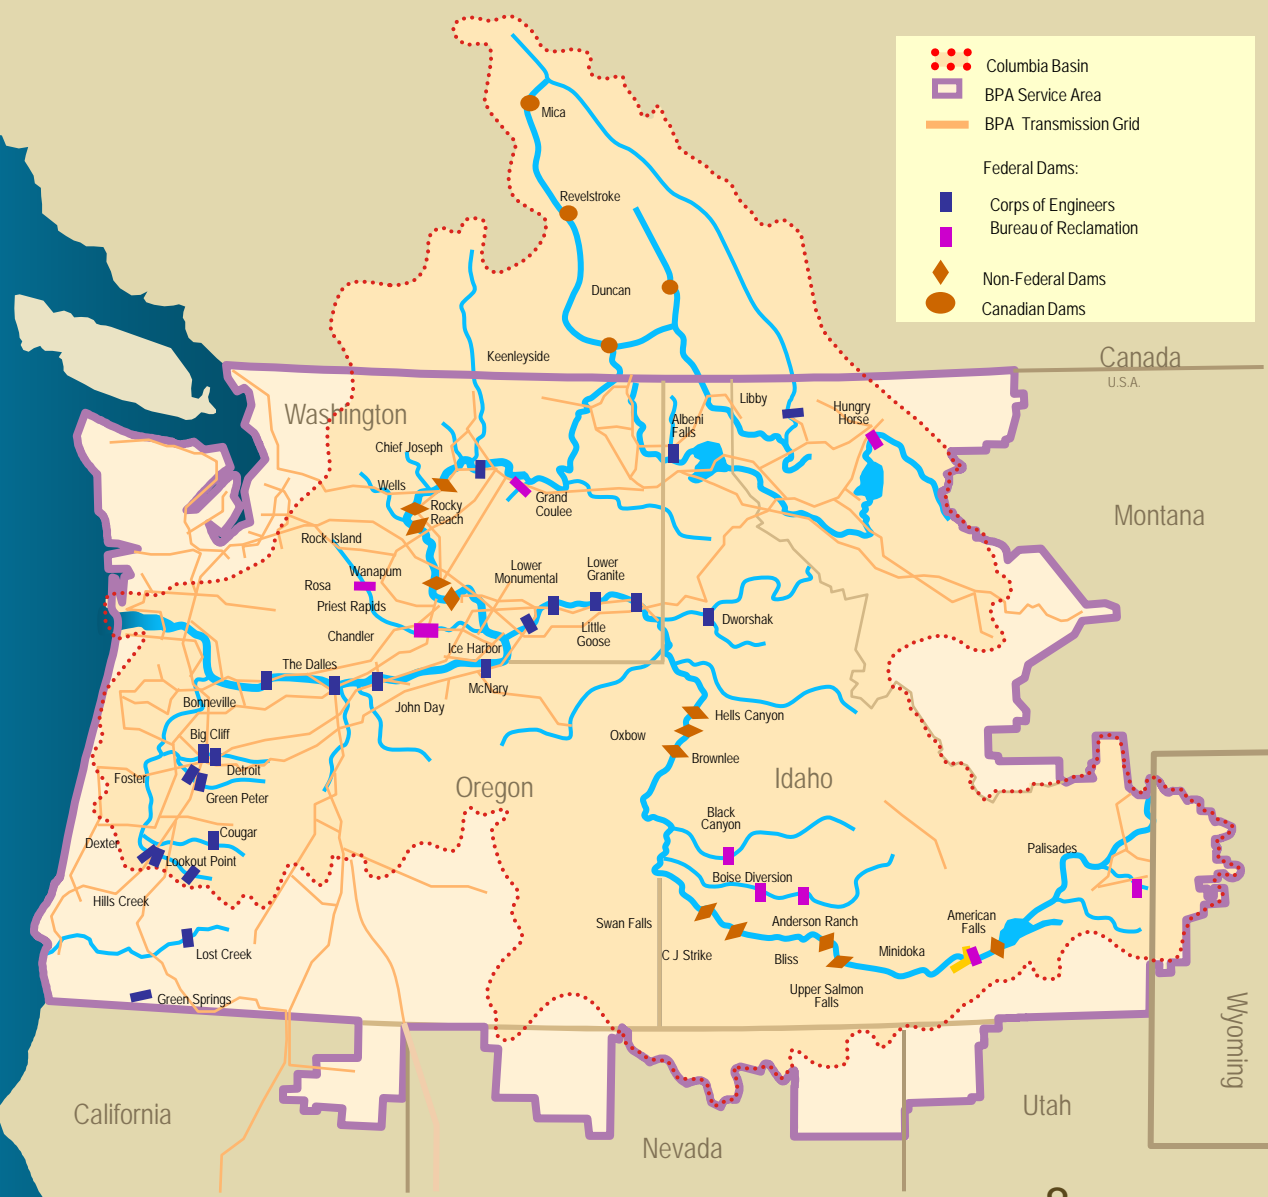 Columbia Basin
BPA Service Area
BPA Transmission Grid
Federal Dams:
Corps of Engineers
Bureau of Reclamation
Non-Federal Dams
Canadian Dams
Mica
Revelstroke
Duncan
Keenleyside
Canada
U.S.A.
Washington
Libby
Hungry
Horse
Albeni
Falls
Chief Joseph
Wells
Grand
Coulee
Rocky
Reach
Montana
Rock Island
Wanapum
Rosa
Priest Rapids
Chandler
Lower
Monumental
Lower
Granite
Little
Goose
Dworshak
Ice Harbor
McNary
The Dalles
Bonneville
John Day
Big Cliff
Detroit
Foster
Green Peter
Oregon
Hells Canyon
Oxbow
Brownlee
Idaho
Black
Canyon
Cougar
Dexter
Lookout Point
Hills Creek
Boise Diversion
Palisades
Swan Falls
Anderson Ranch
American
Falls
C J Strike
Bliss
Minidoka
Upper Salmon
Falls
Lost Creek
Green Springs
Wyoming
California
Nevada
Utah